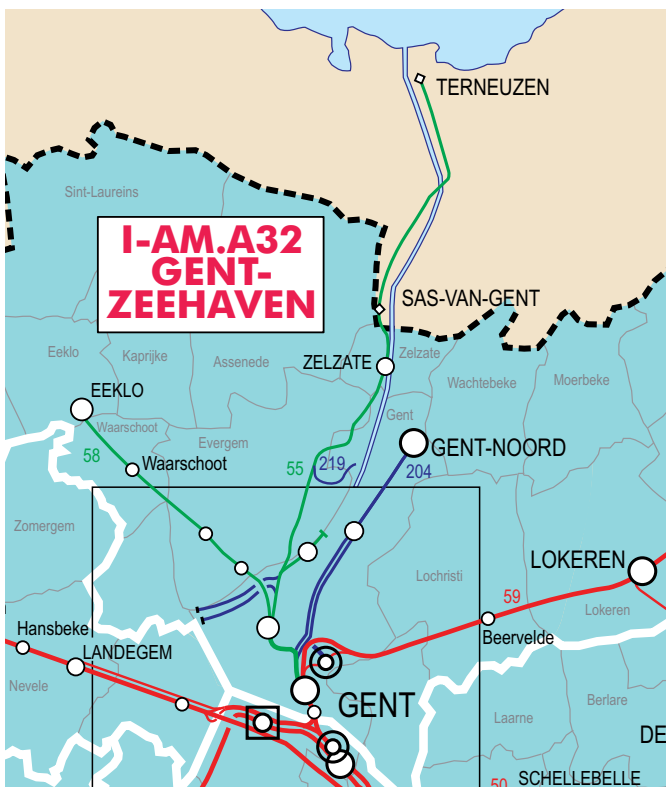 TERNEUZEN
Sint-Laureins
I-AM.A32
GENT-
ZEEHAVEN
SAS-VAN-GENT
Eeklo
Kaprijke
Assenede
ZELZATE
Zelzate
Wachtebeke
Moerbeke
EEKLO
Waarschoot
Gent
Evergem
58
Waarschoot
55
219
GENT-NOORD
204
Zomergem
LOKEREN
Lochristi
59
Lokeren
Hansbeke
Beervelde
LANDEGEM
Nevele
GENT
Berlare
Laarne
DE
50
SCHELLEBELLE